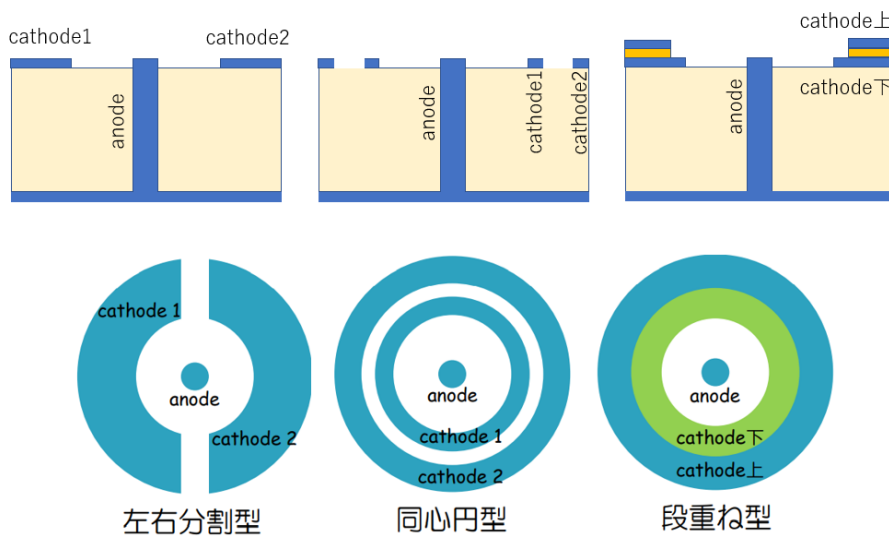 cathode1
cathode2
anode
anode
cathode1
cathode2
cathode上
cathode下
anode
cathode 1
anode
cathode 2
左右分割型
anode
cathode 1
cathode 2
同心円型
anode
cathode下
cathode上
段重ね型